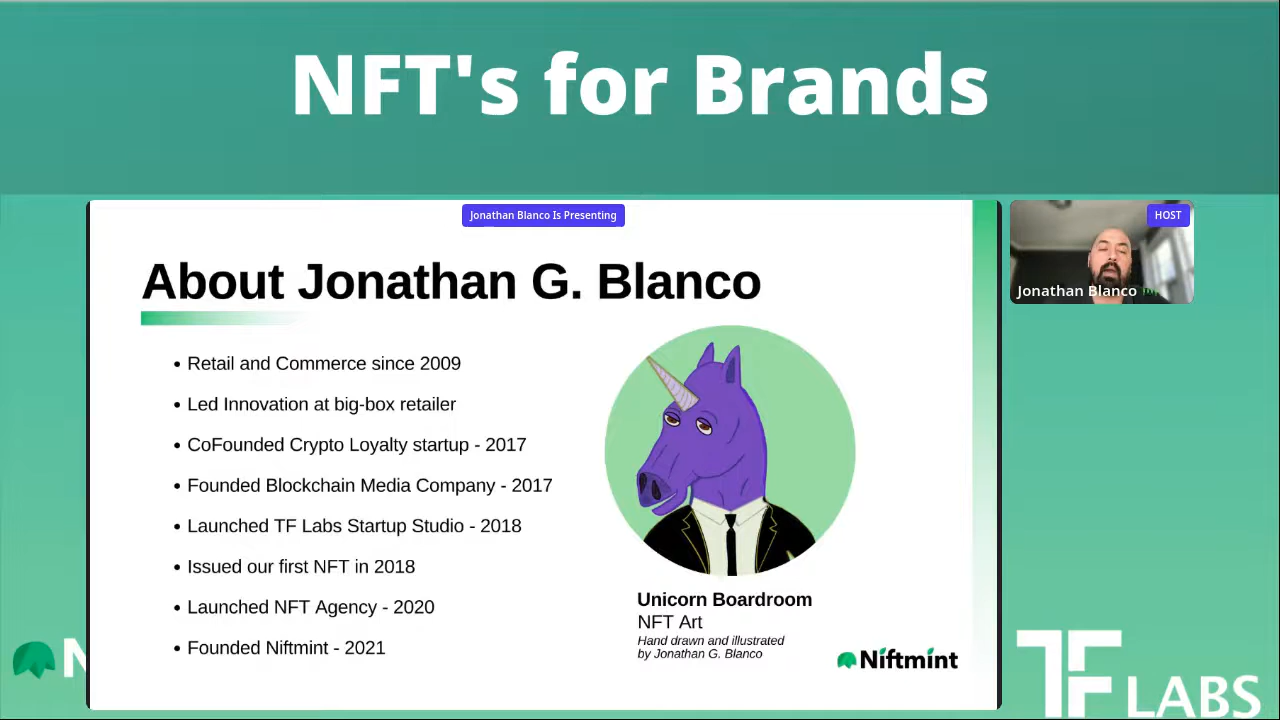 NFT's for Brands
Jonathan Blanco Is Presenting
HOST
Jonathan Blanco
About Jonathan G. Blanco
• Retail and Commerce since 2009
• Led Innovation at big-box retailer
• CoFounded Crypto Loyalty startup - 2017
• Founded Blockchain Media Company - 2017
• Launched TF Labs Startup Studio - 2018
• Issued our first NFT in 2018
• Launched NFT Agency - 2020
• Founded Niftmint - 2021
Unicorn Boardroom
NFT Art
Hand drawn and illustrated
by Jonathan G. Blanco
Niftmint
N
TF LABS